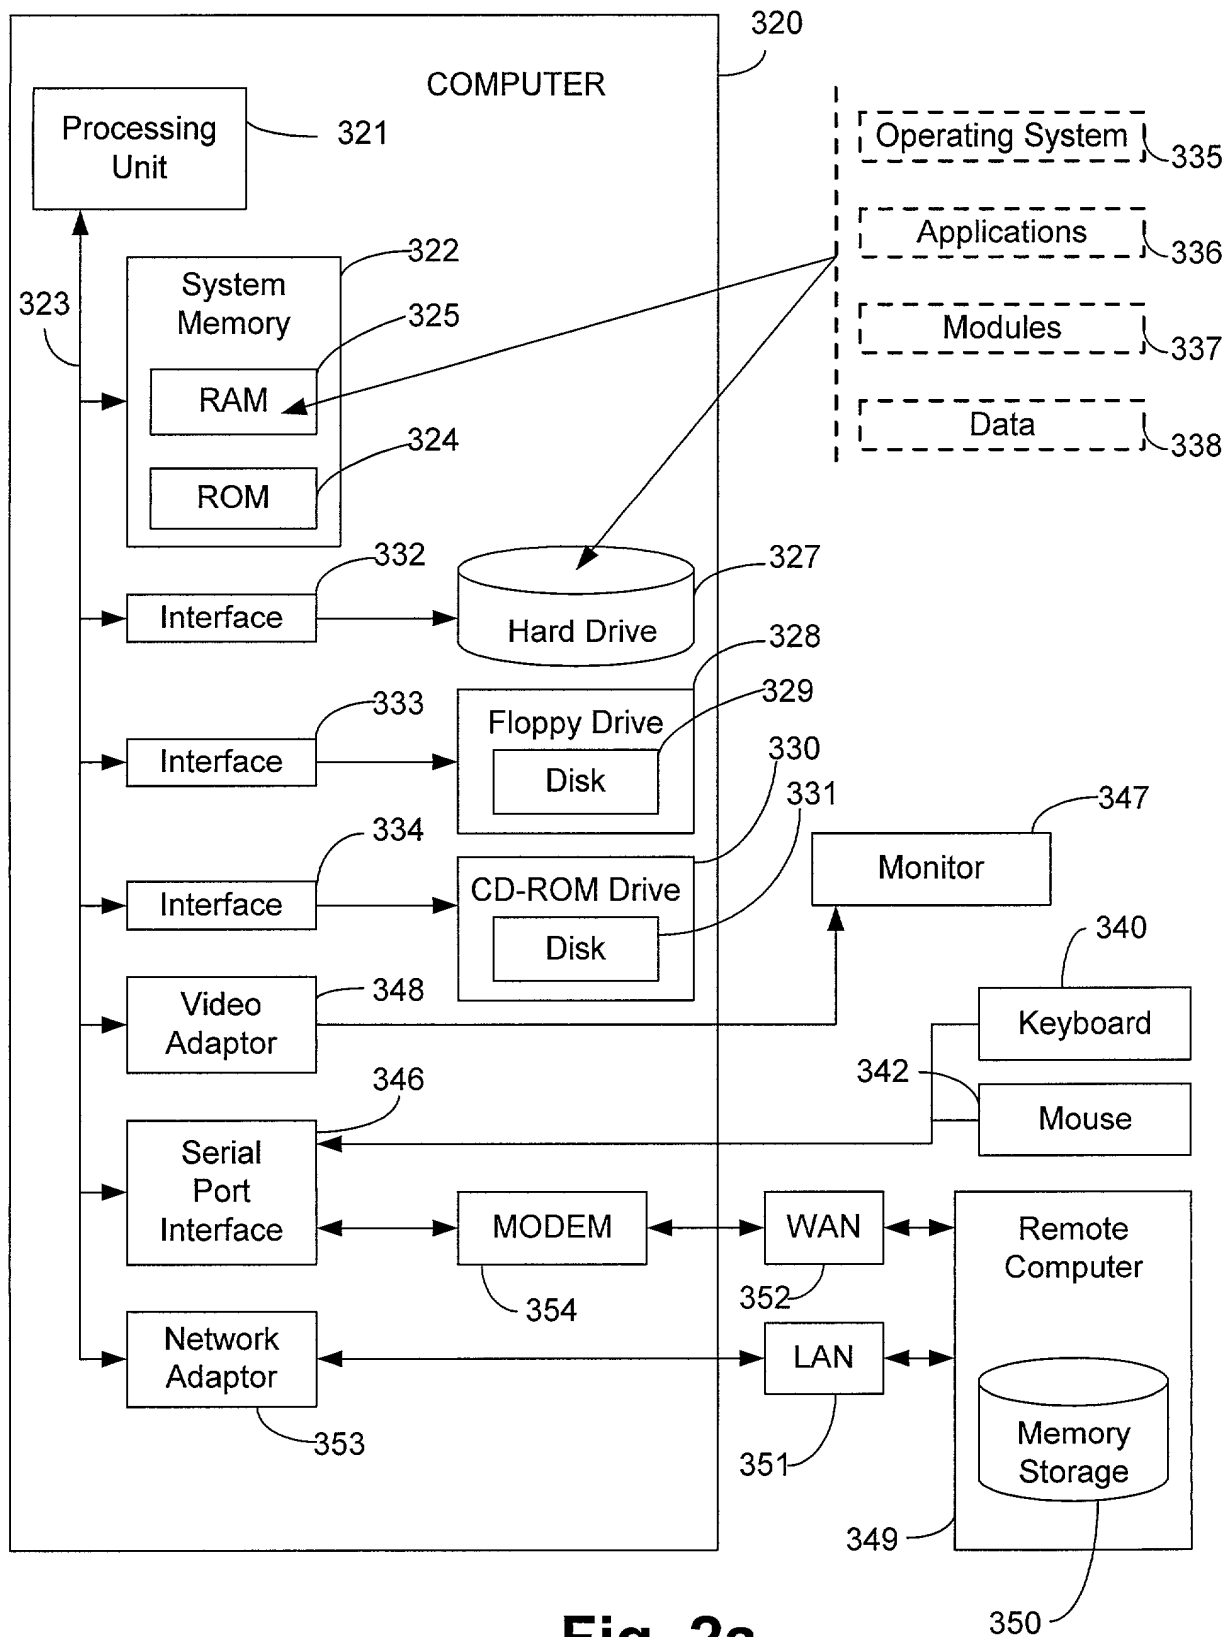 320
COMPUTER
Processing
Unit
321
Operating System
335
Applications
336
Modules
337
Data
338
323
322
System
Memory
325
RAM
324
ROM
332
Interface
327
Hard Drive
328
333
Interface
329
Floppy Drive
Disk
330
331
334
Interface
CD-ROM Drive
Disk
347
Monitor
348
Video
Adaptor
340
Keyboard
342
Mouse
346
Serial
Port
Interface
MODEM
354
WAN
352
Remote
Computer
Network
Adaptor
353
LAN
351
Memory
Storage
349
350
Fig. 2a